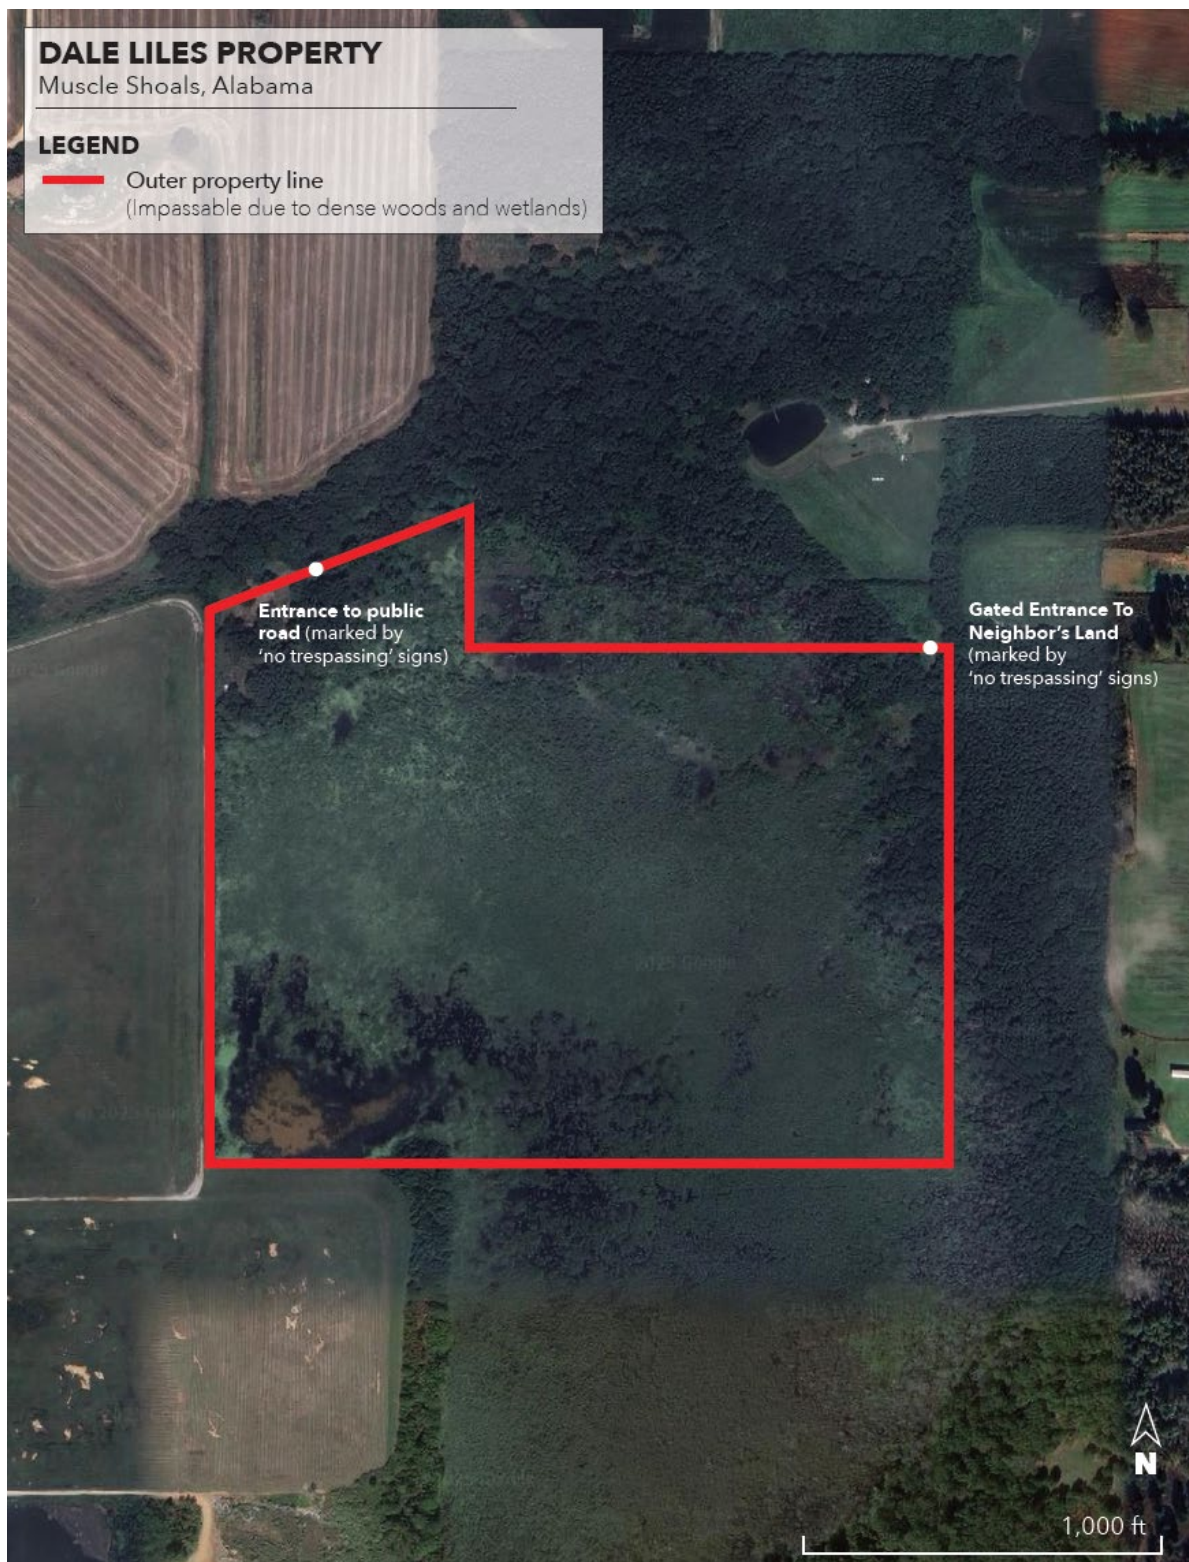 DALE LILES PROPERTY
Muscle Shoals, Alabama
LEGEND
Outer property line
(Impassable due to dense woods and wetlands)
Entrance to public
road (marked by
‘no trespassing’ signs)
Gated Entrance To
Neighbor’s Land
(marked by
‘no trespassing’ signs)
N
1,000 ft